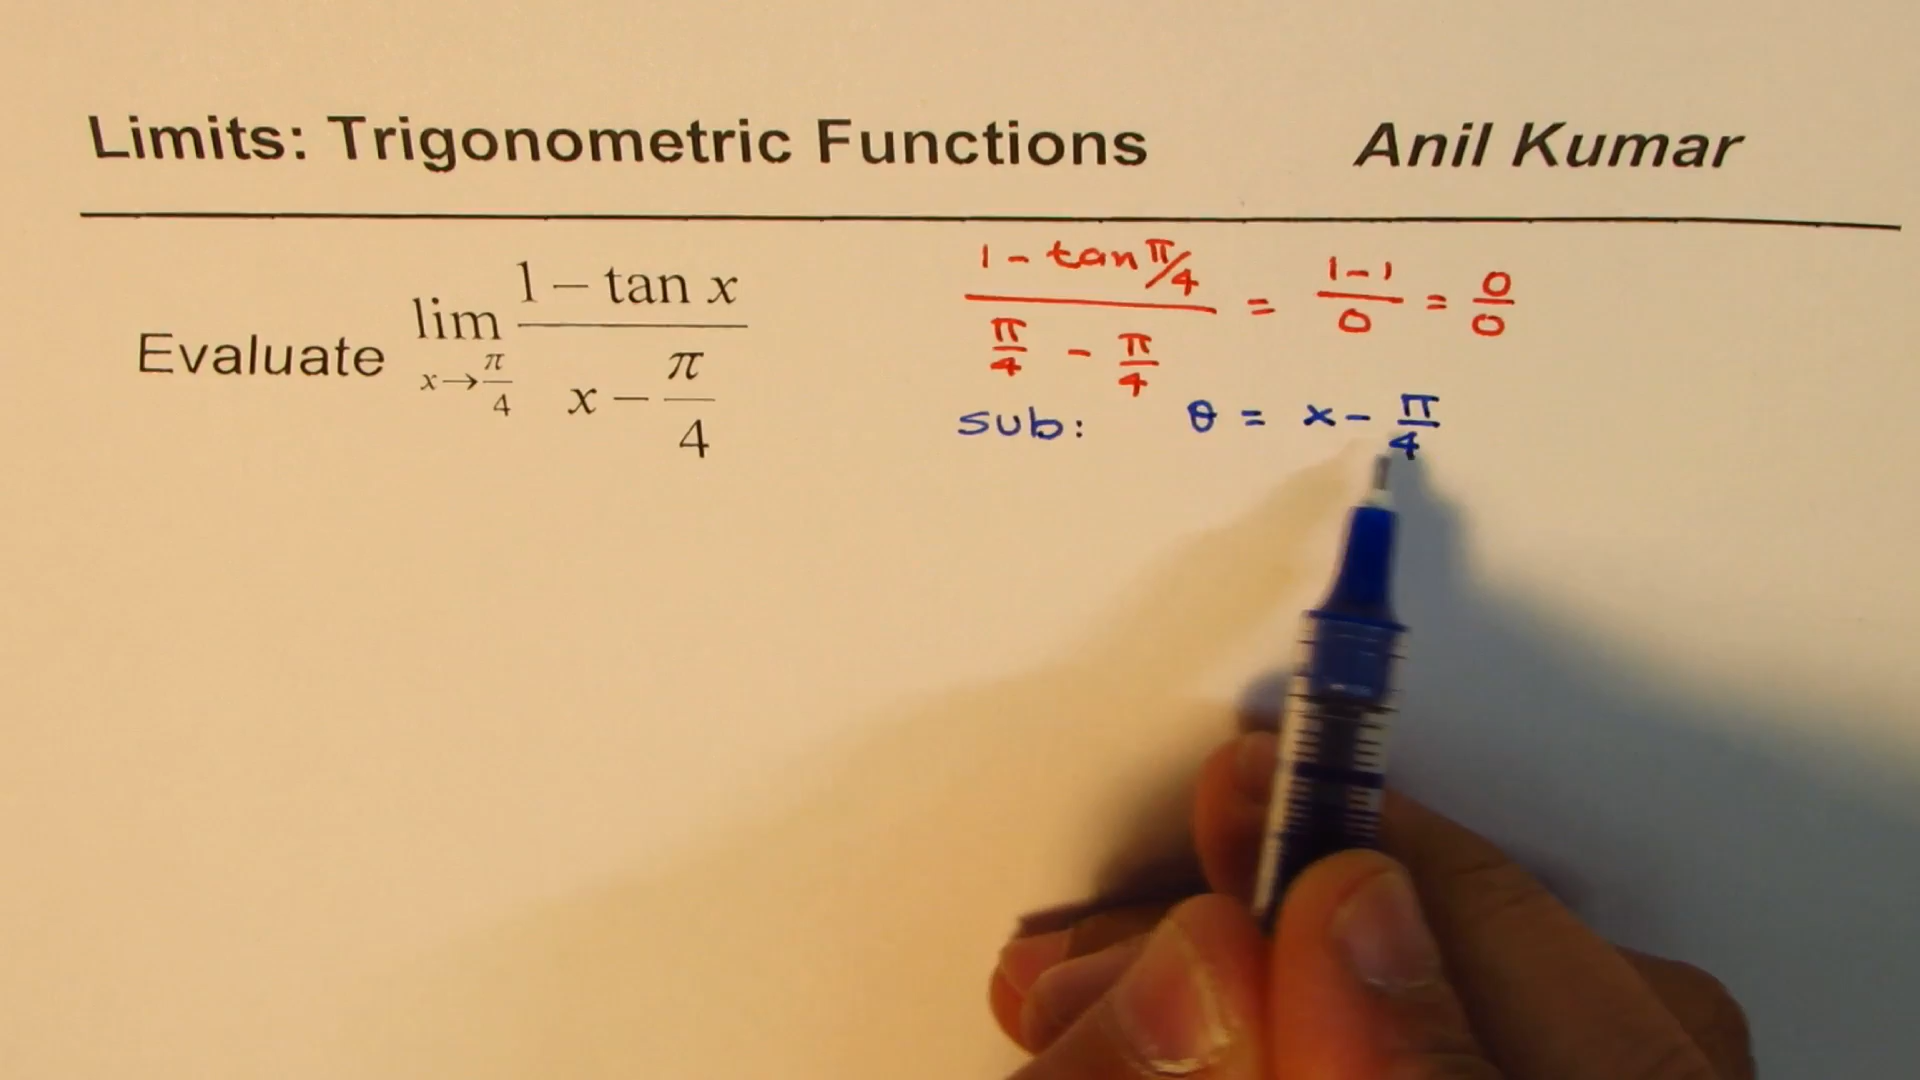 Limits: Trigonometric Functions Anil Kumar
Evaluate lim x→π/4 (1 − tan x)/(x − π/4)
(1 - tan π/4)/(π/4 - π/4) = (1-1)/0 = 0/0
sub: θ = x - π/4